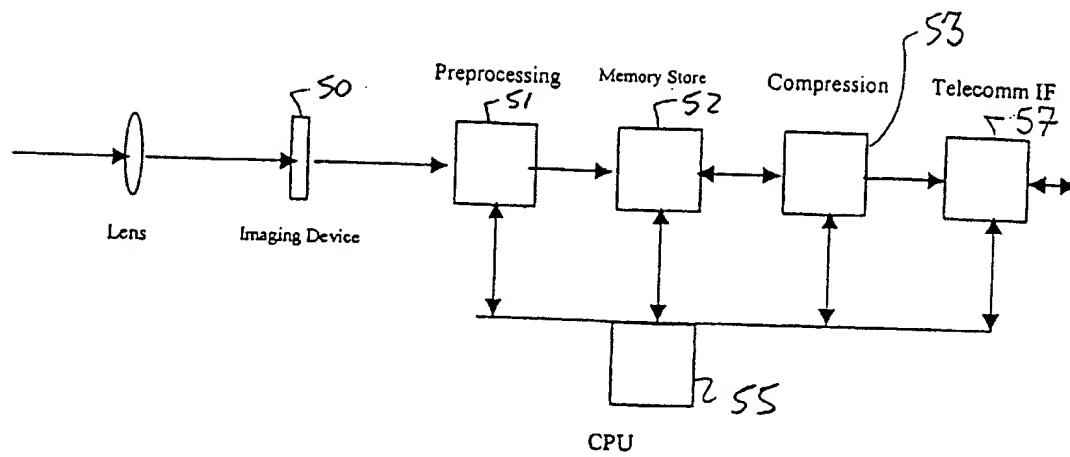 53
Preprocessing
Memory Store
Compression
Telecomm IF
50
51
52
57
Lens
Imaging Device
55
CPU